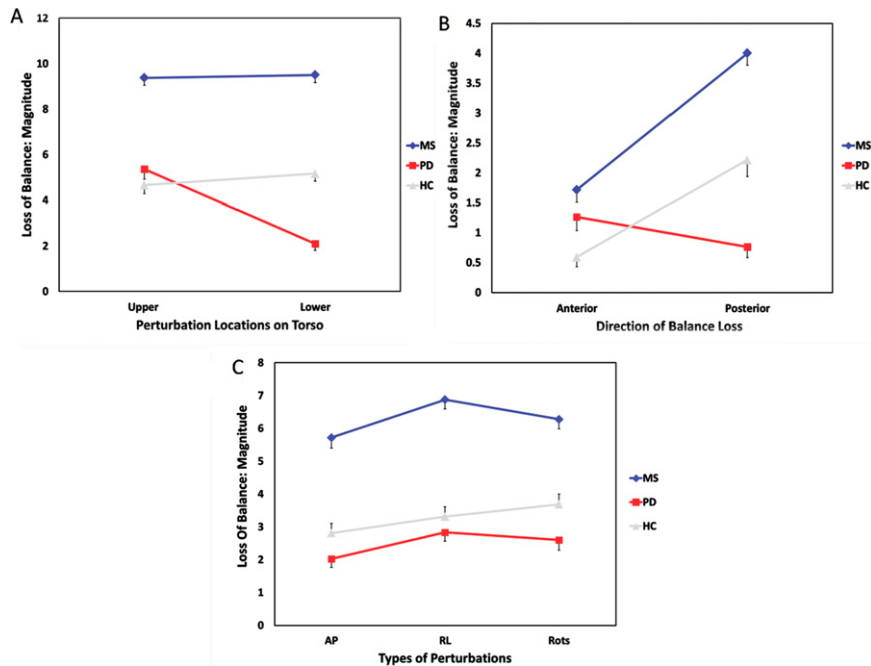 A
Loss of Balance: Magnitude
12
10
8
6
4
2
0
Upper
Lower
Perturbation Locations on Torso
MS
PD
HC
B
Loss of Balance: Magnitude
4.5
4
3.5
3
2.5
2
1.5
1
0.5
0
Anterior
Posterior
Direction of Balance Loss
MS
PD
HC
C
Loss Of Balance: Magnitude
8
7
6
5
4
3
2
1
0
AP
RL
Rots
Types of Perturbations
MS
PD
HC